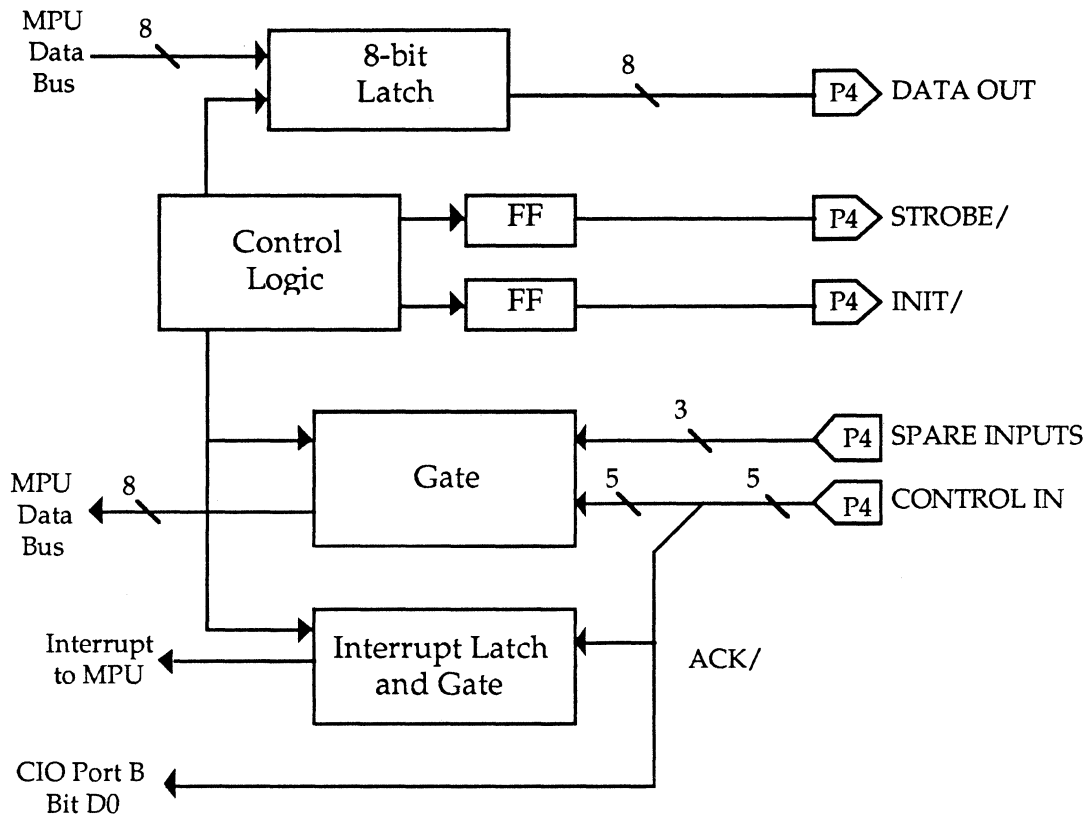 MPU
Data
Bus
8
8-bit
Latch
8
P4
DATA OUT
Control
Logic
FF
P4
STROBE/
FF
P4
INIT/
Gate
3
P4
SPARE INPUTS
5
5
P4
CONTROL IN
MPU
Data
Bus
8
Interrupt
to MPU
Interrupt Latch
and Gate
ACK/
CIO Port B
Bit D0